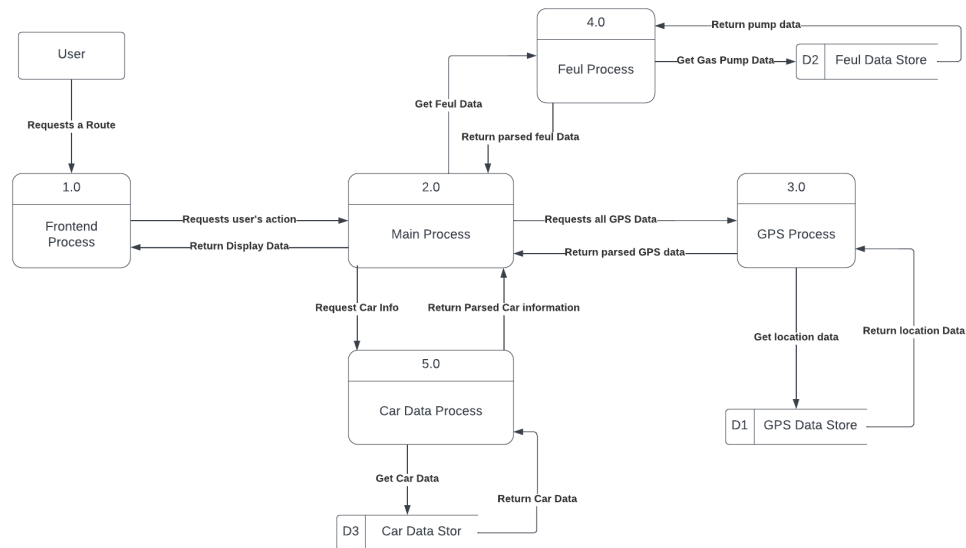 4.0
Feul Process
Return pump data
Get Gas Pump Data
D2
Feul Data Store
User
Requests a Route
Get Feul Data
Return parsed feul Data
1.0
Frontend
Process
Requests user's action
Return Display Data
2.0
Main Process
Requests all GPS Data
Return parsed GPS data
3.0
GPS Process
Request Car Info
Return Parsed Car information
Get location data
Return location Data
5.0
Car Data Process
D1
GPS Data Store
Get Car Data
Return Car Data
D3
Car Data Stor